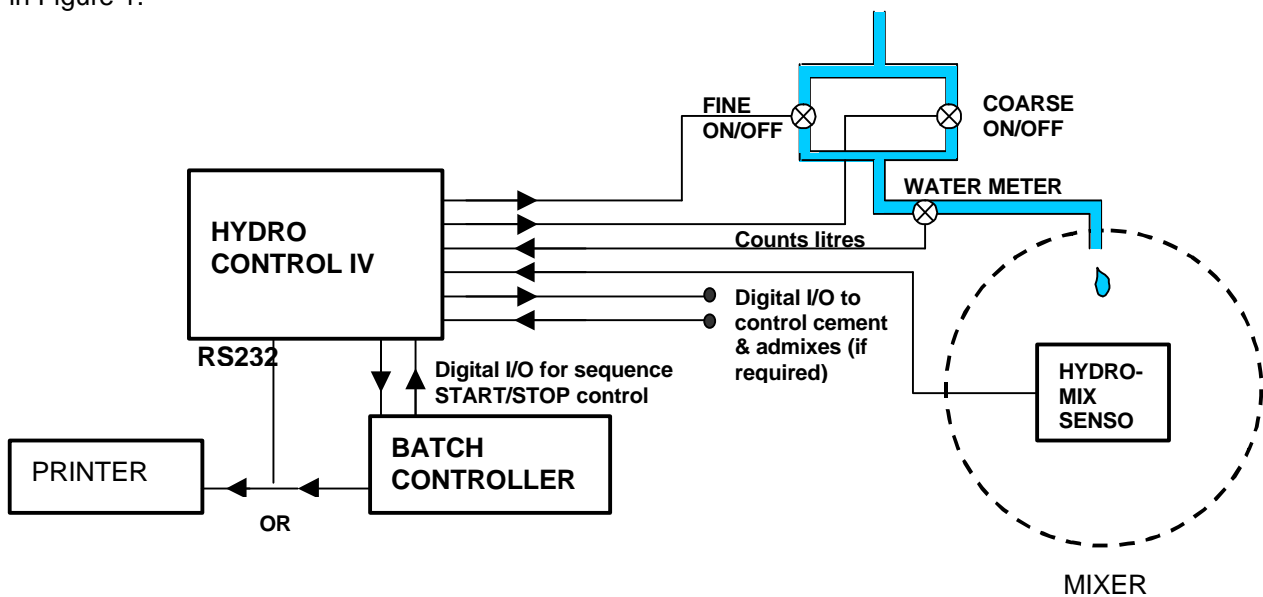 in Figure 1.
FINE
ON/OFF
COARSE
ON/OFF
WATER METER
HYDRO
CONTROL IV
Counts litres
Digital I/O to
control cement
& admixes (if
required)
RS232
Digital I/O for sequence
START/STOP control
HYDRO-
MIX
SENSO
BATCH
CONTROLLER
PRINTER
OR
MIXER